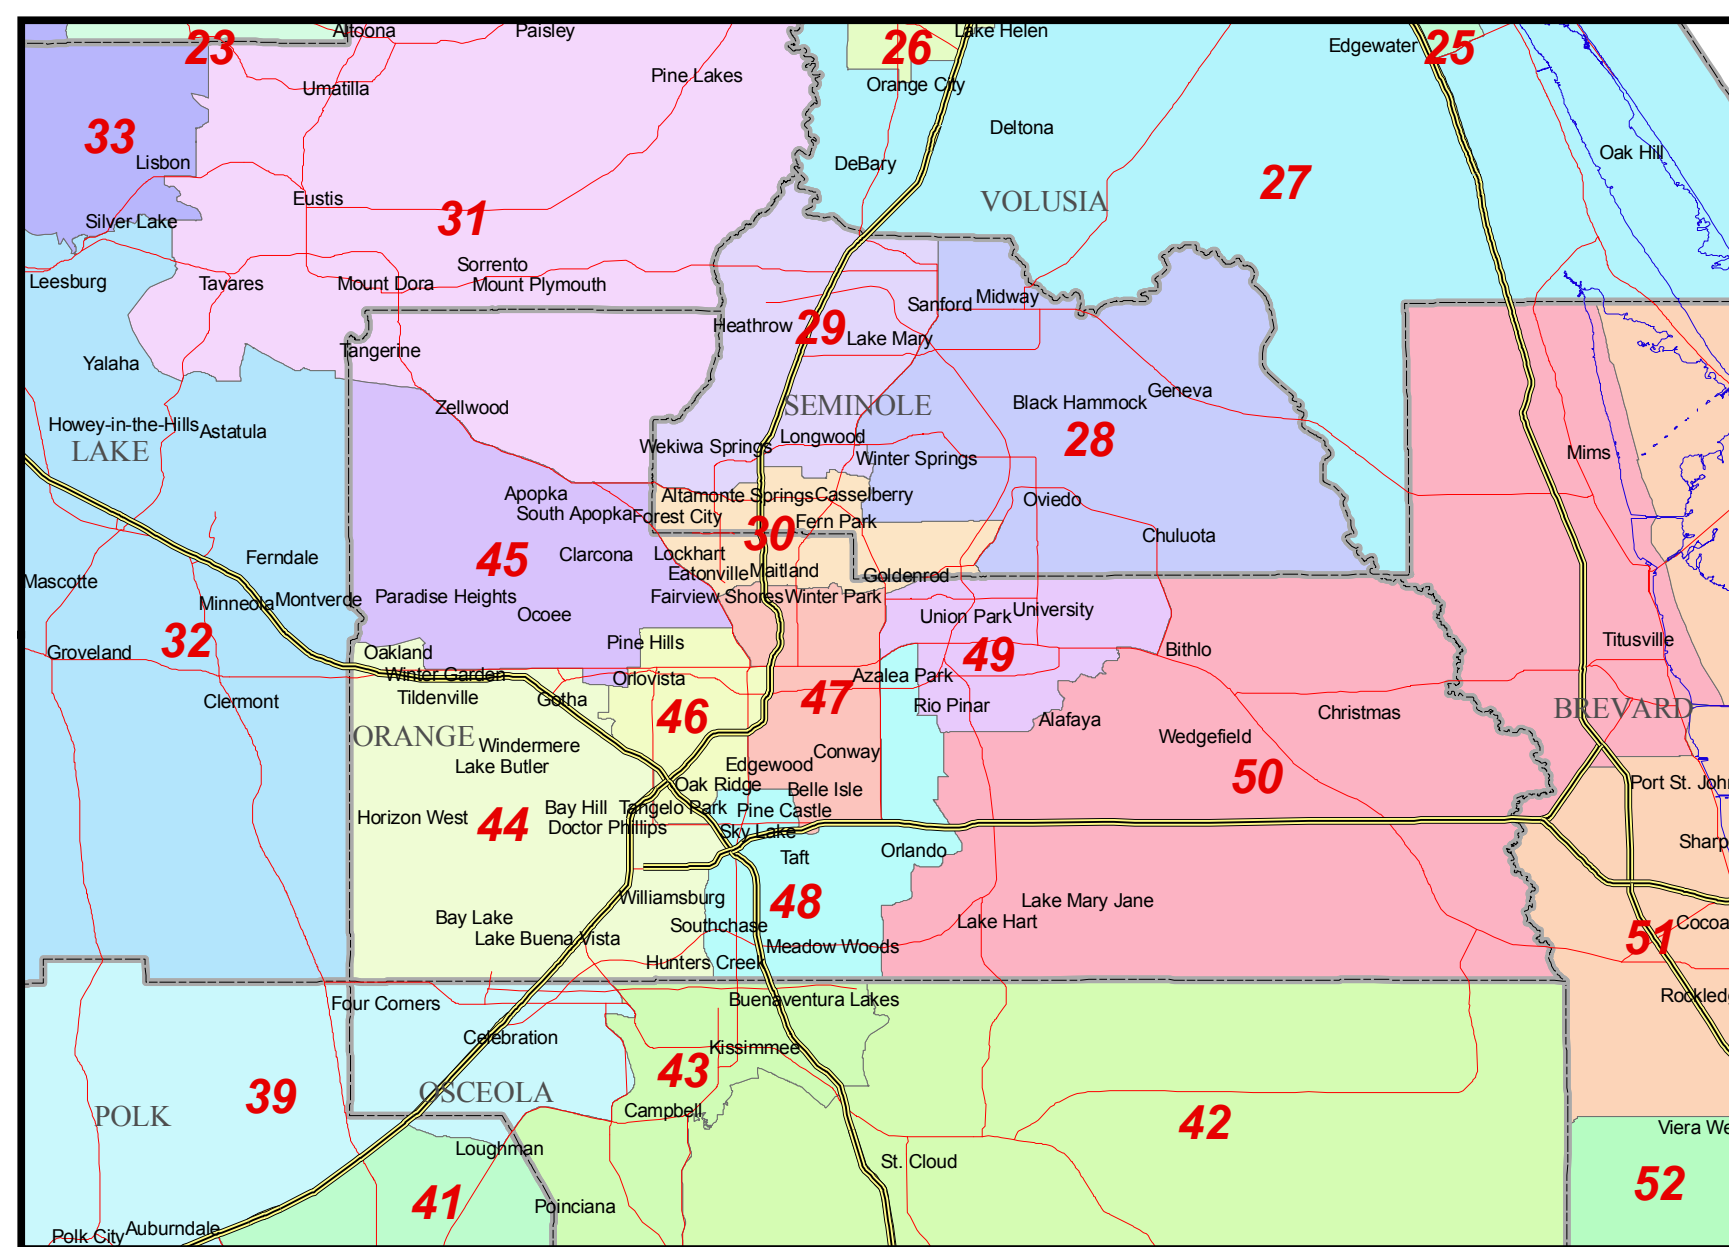 Altoona
Paisley
26
Lake Helen
23
Edgewater
25
Umatilla
Pine Lakes
Orange City
33
Deltona
Lisbon
DeBary
Oak Hill
27
Eustis
VOLUSIA
Silver Lake
31
Leesburg
Tavares
Mount Dora
Sorrento
Mount Plymouth
Sanford
Midway
Heathrow
29
Lake Mary
Tangerine
Yalaha
Geneva
Zellwood
SEMINOLE
Black Hammock
Howey-in-the-Hills
Astatula
28
LAKE
Wekiwa Springs
Longwood
Winter Springs
Mims
Apopka
Altamonte Springs
Casselberry
Oviedo
South Apopka
Forest City
Fern Park
30
Chuluota
Ferndale
45
Clarcona
Lockhart
Mascotte
Eatonville
Maitland
Goldenrod
Minneola
Montverde
Paradise Heights
Fairview Shores
Winter Park
Ocoee
Union Park
University
32
Groveland
Oakland
Pine Hills
49
Bithlo
Titusville
Winter Garden
Orlovista
Azalea Park
Clermont
Tildenville
Gotha
46
47
Rio Pinar
Alafaya
Christmas
BREVARD
ORANGE
Windermere
Wedgefield
Lake Butler
Edgewood
Conway
50
Oak Ridge
Belle Isle
Port St. John
Horizon West
44
Bay Hill
Tangelo Park
Pine Castle
Doctor Phillips
Sky Lake
Taft
Orlando
Sharp
Williamsburg
48
Lake Mary Jane
Bay Lake
Southchase
Lake Hart
51
Cocoa
Lake Buena Vista
Meadow Woods
Hunters Creek
Four Corners
Buenaventura Lakes
Rockledg
Celebration
Kissimmee
43
39
OSCEOLA
POLK
Campbell
42
Viera We
Loughman
St. Cloud
52
41
Poinciana
Polk City
Auburndale